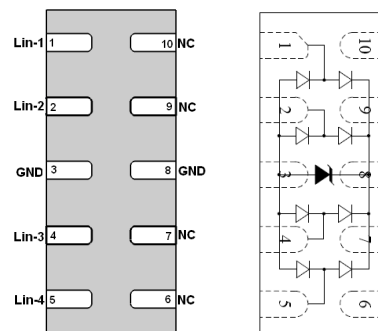 Lin-1 1 10 NC
Lin-2 2 9 NC
GND 3 8 GND
Lin-3 4 7 NC
Lin-4 5 6 NC
1 10
2 9
3 8
4 7
5 6